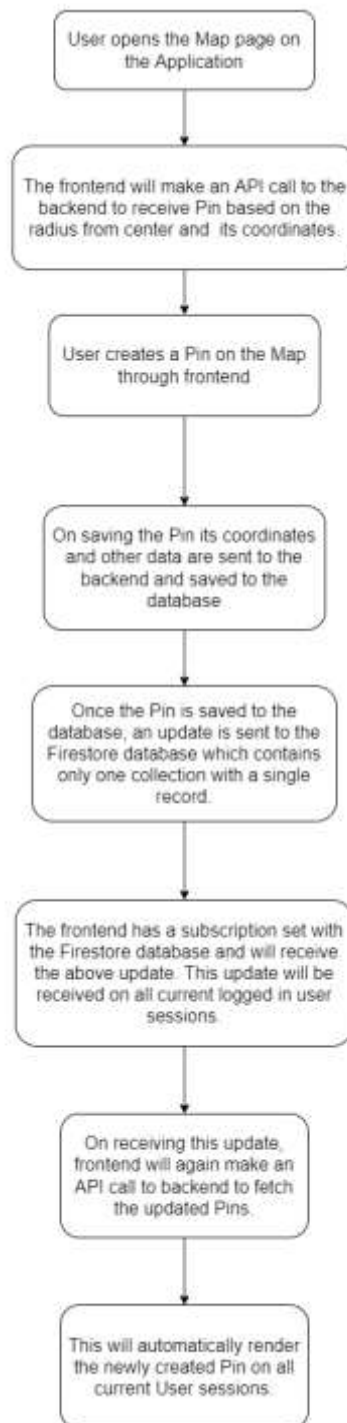 User opens the Map page on
the Application
The frontend will make an API call to the
backend to receive Pin based on the
radius from center and its coordinates.
User creates a Pin on the Map
through frontend
On saving the Pin its coordinates
and other data are sent to the
backend and saved to the
database
Once the Pin is saved to the
database, an update is sent to the
Firestore database which contains
only one collection with a single
record.
The frontend has a subscription set with
the Firestore database and will receive
the above update. This update will be
received on all current logged in user
sessions.
On receiving this update,
frontend will again make an
API call to backend to fetch
the updated Pins.
This will automatically render
the newly created Pin on all
current User sessions.